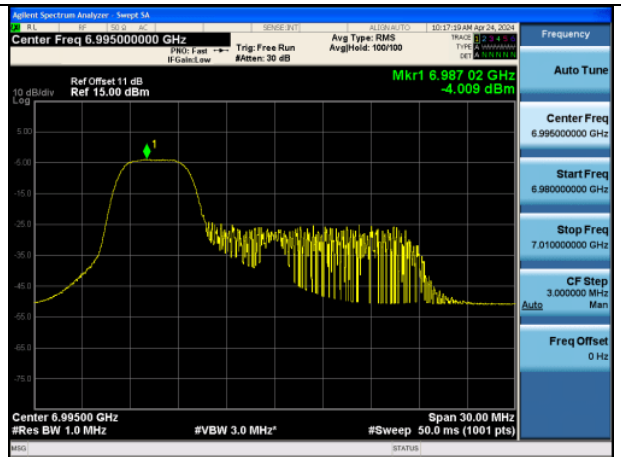 Agilent Spectrum Analyzer - Swept SA
RL RF 50 Ω AC SENSE:INT ALIGN AUTO 10:17:19 AM Apr 24, 2024
Center Freq 6.995000000 GHz
PNO: Fast
IFGain:Low
Trig: Free Run
#Atten: 30 dB
Avg Type: RMS
Avg|Hold: 100/100
TRACE 1 2 3 4 5 6
TYPE A WWWWW
DET A N N N N N
Mkr1 6.987 02 GHz
-4.009 dBm
Ref Offset 11 dB
10 dB/div Ref 15.00 dBm
Log
1
5.00
-5.00
-15.0
-25.0
-35.0
-45.0
-55.0
-65.0
-75.0
Center 6.99500 GHz
Span 30.00 MHz
#Res BW 1.0 MHz
#VBW 3.0 MHz*
#Sweep 50.0 ms (1001 pts)
MSG
STATUS
Frequency
Auto Tune
Center Freq
6.995000000 GHz
Start Freq
6.980000000 GHz
Stop Freq
7.010000000 GHz
CF Step
3.000000 MHz
Auto Man
Freq Offset
0 Hz